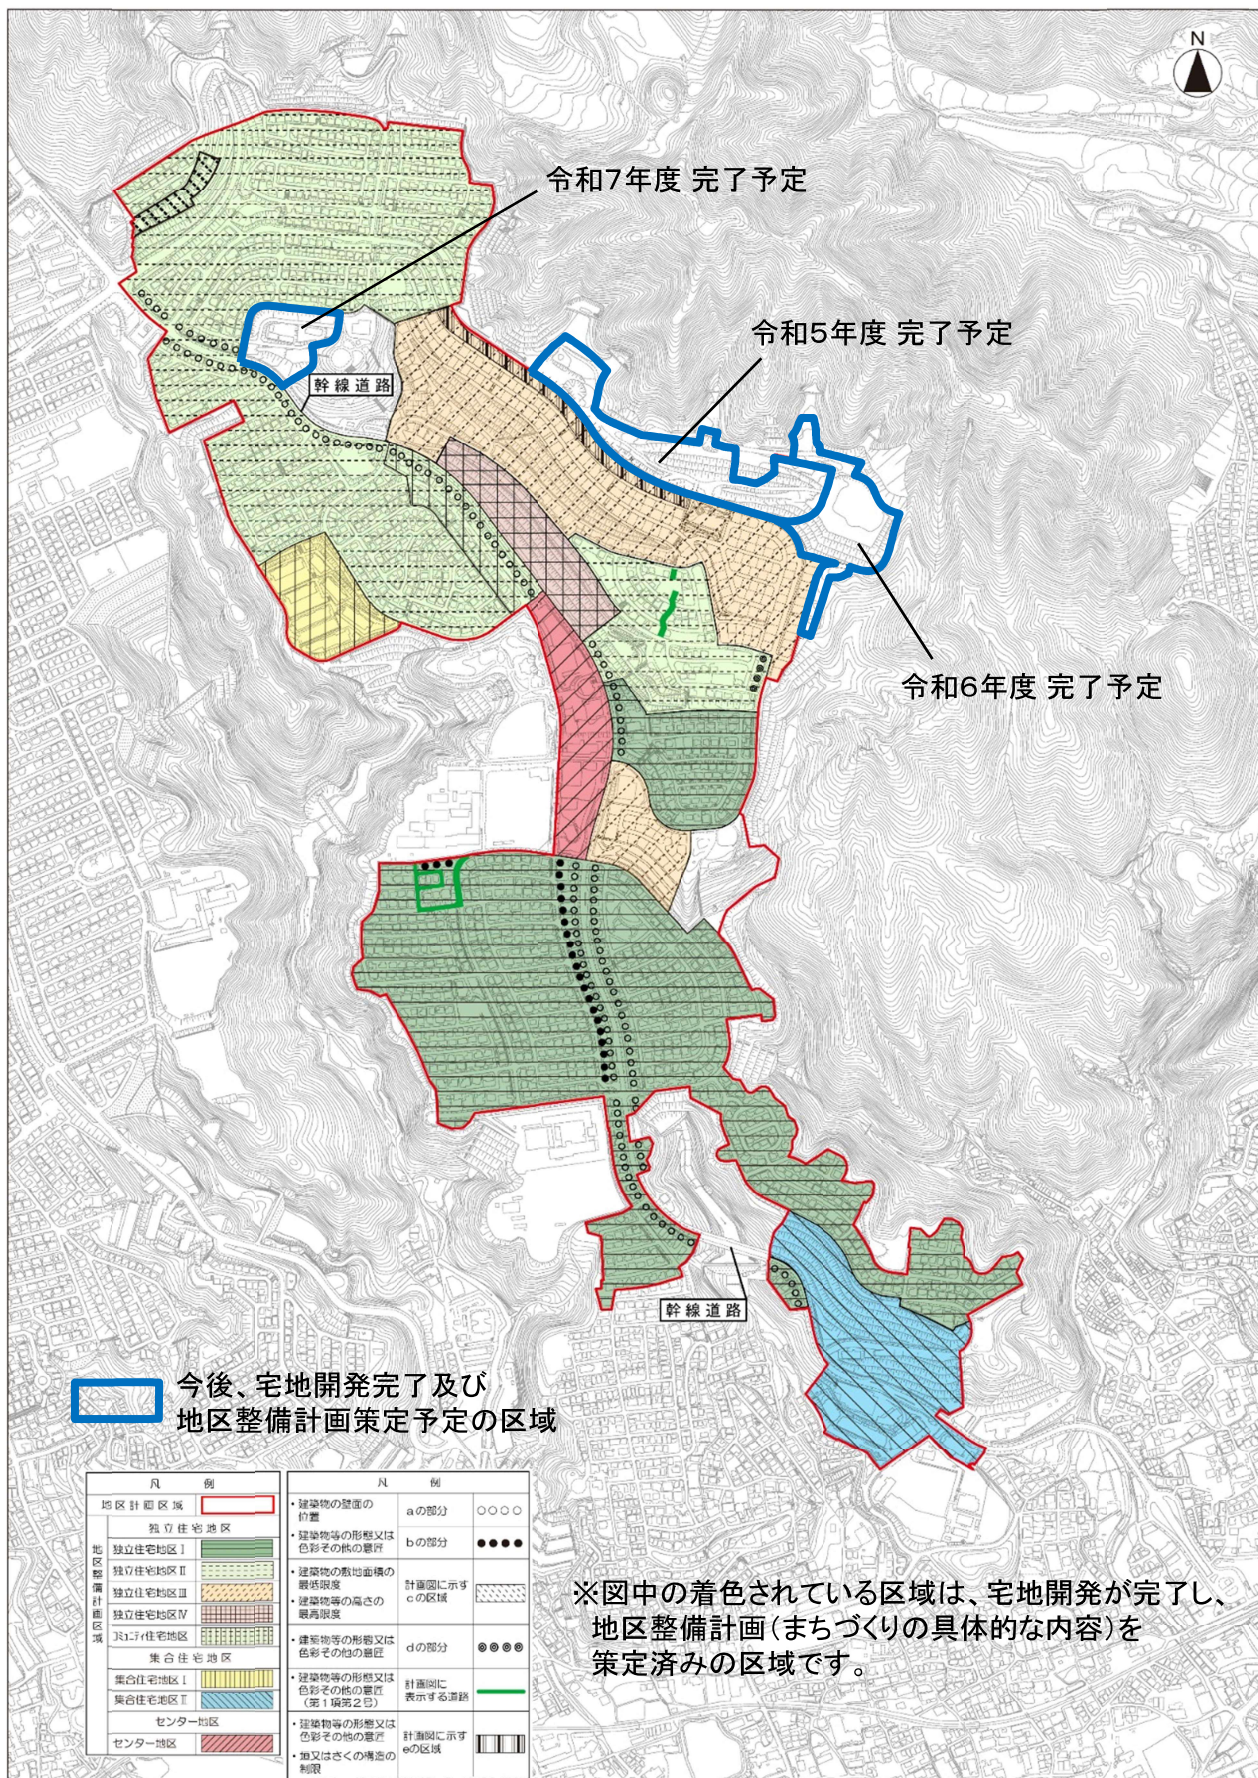 N
令和7年度 完了予定
令和5年度 完了予定
幹線道路
令和6年度 完了予定
幹線道路
今後、宅地開発完了及び
地区整備計画策定予定の区域
凡 例
地区計画区域
地区整備計画区域
独立住宅地区
独立住宅地区Ⅰ
独立住宅地区Ⅱ
独立住宅地区Ⅲ
独立住宅地区Ⅳ
コミュニティ住宅地区
集合住宅地区
集合住宅地区Ⅰ
集合住宅地区Ⅱ
センター地区
センター地区
凡 例
・建築物の壁面の
位置
aの部分
・建築物等の形態又は
色彩その他の意匠
bの部分
・建築物の敷地面積の
最低限度
・建築物等の高さの
最高限度
計画図に示す
cの区域
・建築物等の形態又は
色彩その他の意匠
dの部分
・建築物等の形態又は
色彩その他の意匠
(第1項第2号)
計画図に
表示する道路
・建築物等の形態又は
色彩その他の意匠
・垣又はさくの構造の
制限
計画図に示す
eの区域
※図中の着色されている区域は、宅地開発が完了し、
地区整備計画(まちづくりの具体的な内容)を
策定済みの区域です。